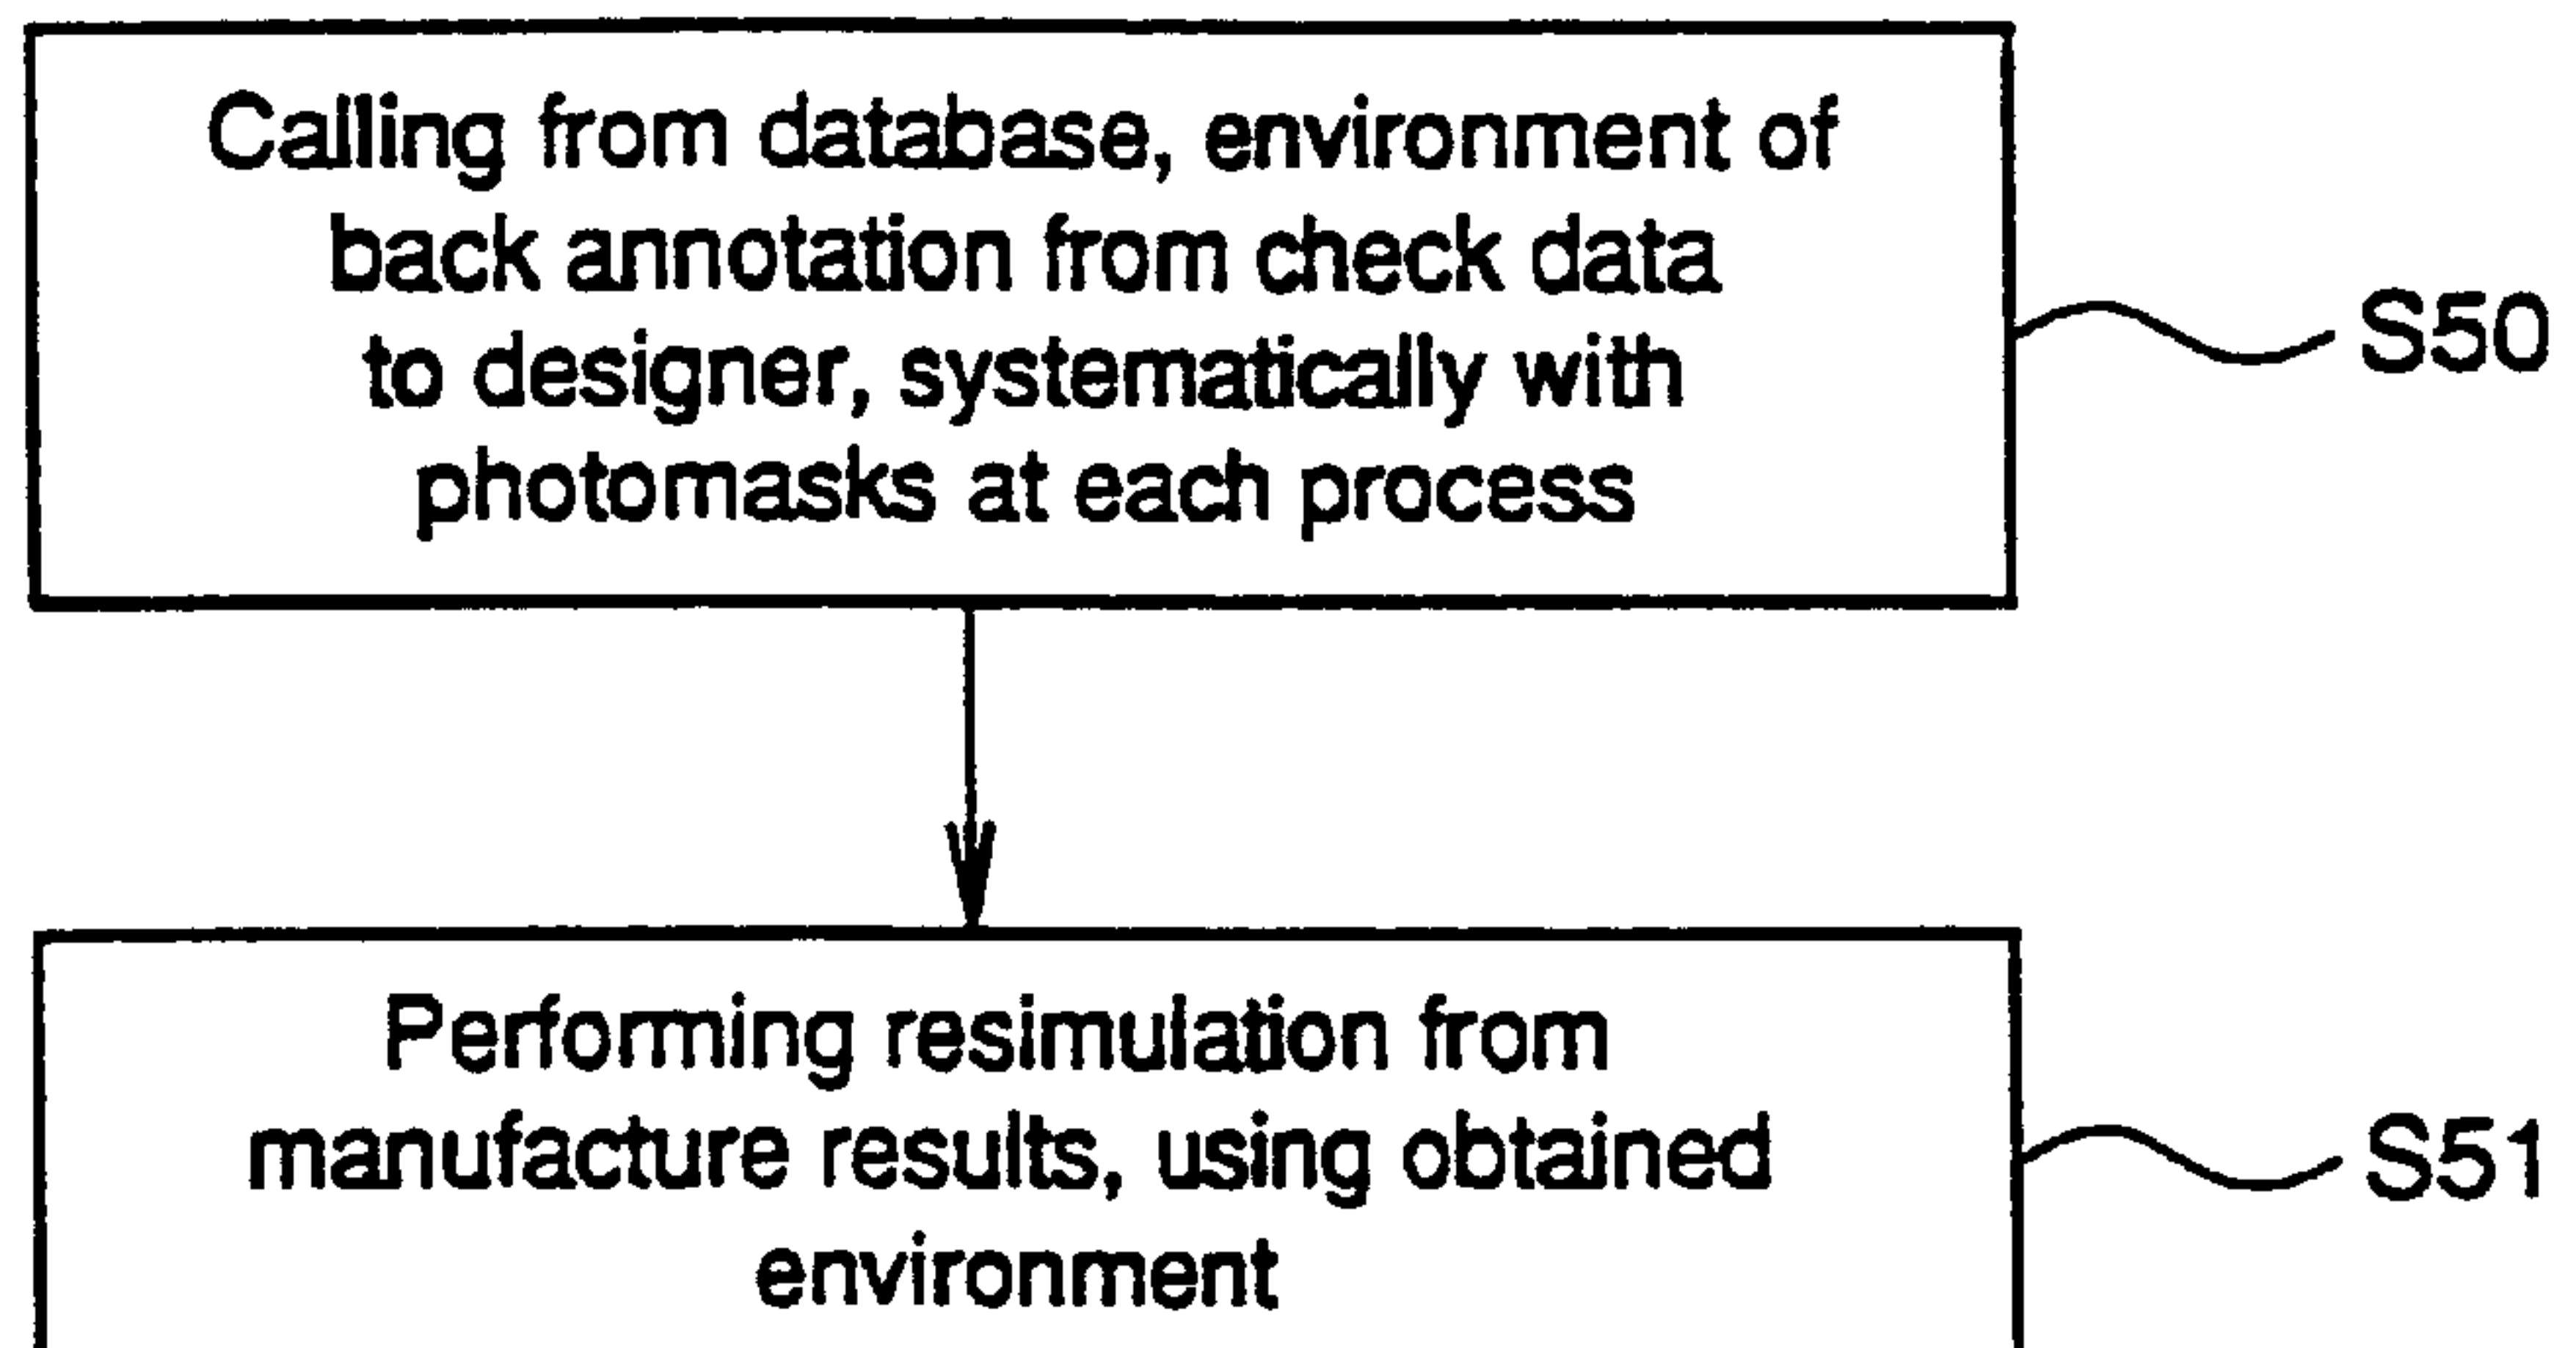 Calling from database, environment of
back annotation from check data
to designer, systematically with
photomasks at each process
S50
Performing resimulation from
manufacture results, using obtained
environment
S51